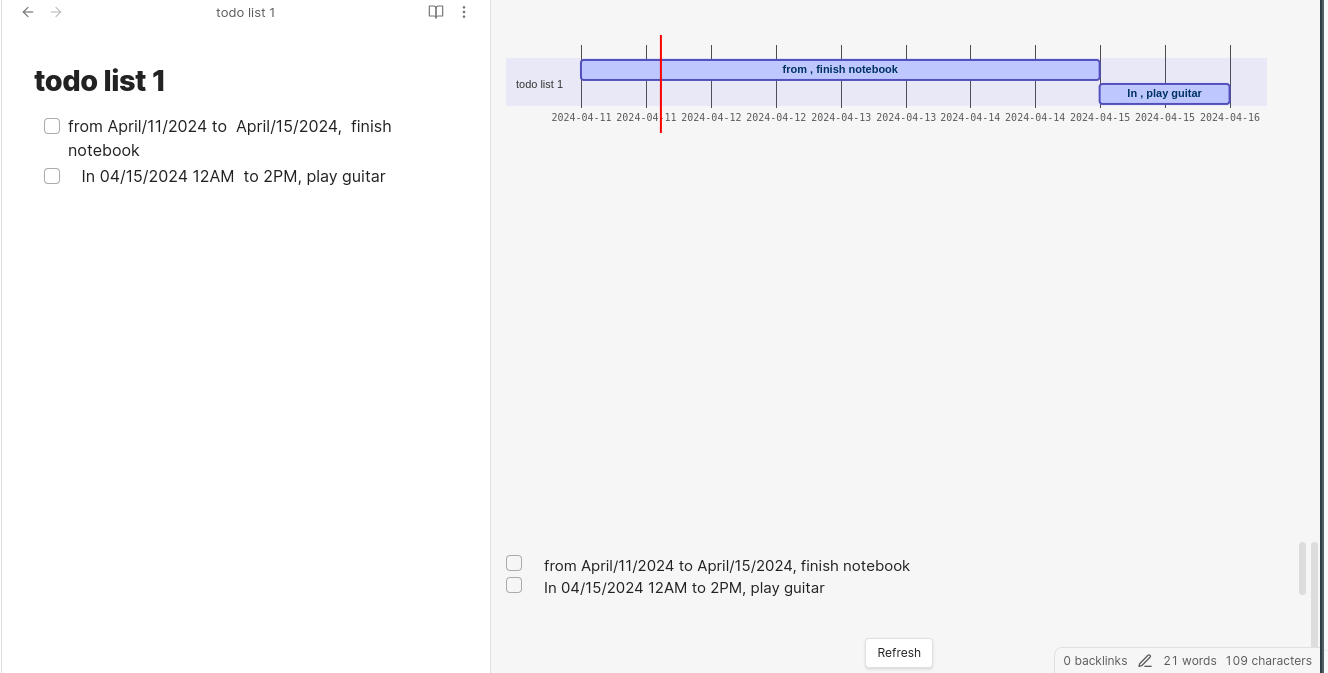 todo list 1
todo list 1
from April/11/2024 to  April/15/2024,  finish
notebook
In 04/15/2024 12AM  to 2PM, play guitar
from , finish notebook
todo list 1
In , play guitar
2024-04-11 2024-04-11 2024-04-12 2024-04-12 2024-04-13 2024-04-13 2024-04-14 2024-04-14 2024-04-15 2024-04-15 2024-04-16
from April/11/2024 to April/15/2024, finish notebook
In 04/15/2024 12AM to 2PM, play guitar
Refresh
0 backlinks 21 words 109 characters